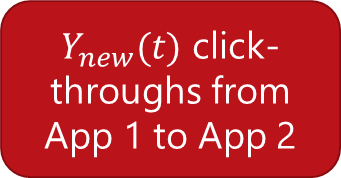 Y_new(t) click-
throughs from
App 1 to App 2